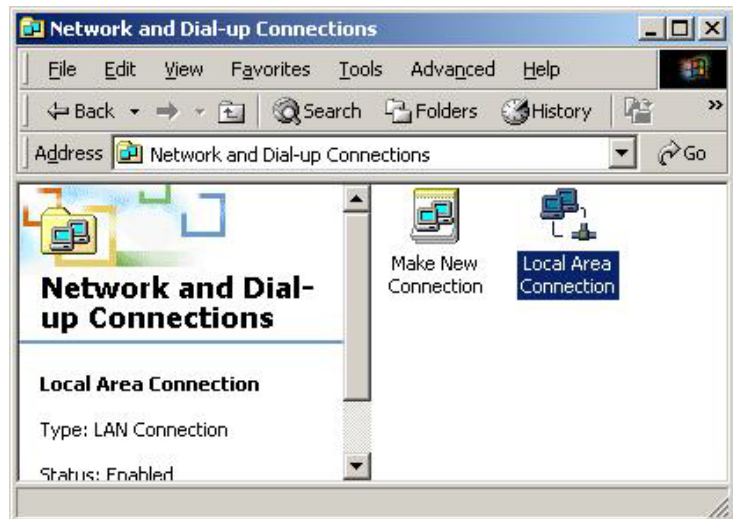 Network and Dial-up Connections
File Edit View Favorites Tools Advanced Help
Back Search Folders History »
Address Network and Dial-up Connections Go
Network and Dial-
up Connections
Local Area Connection
Type: LAN Connection
Status: Enabled
Make New
Connection
Local Area
Connection